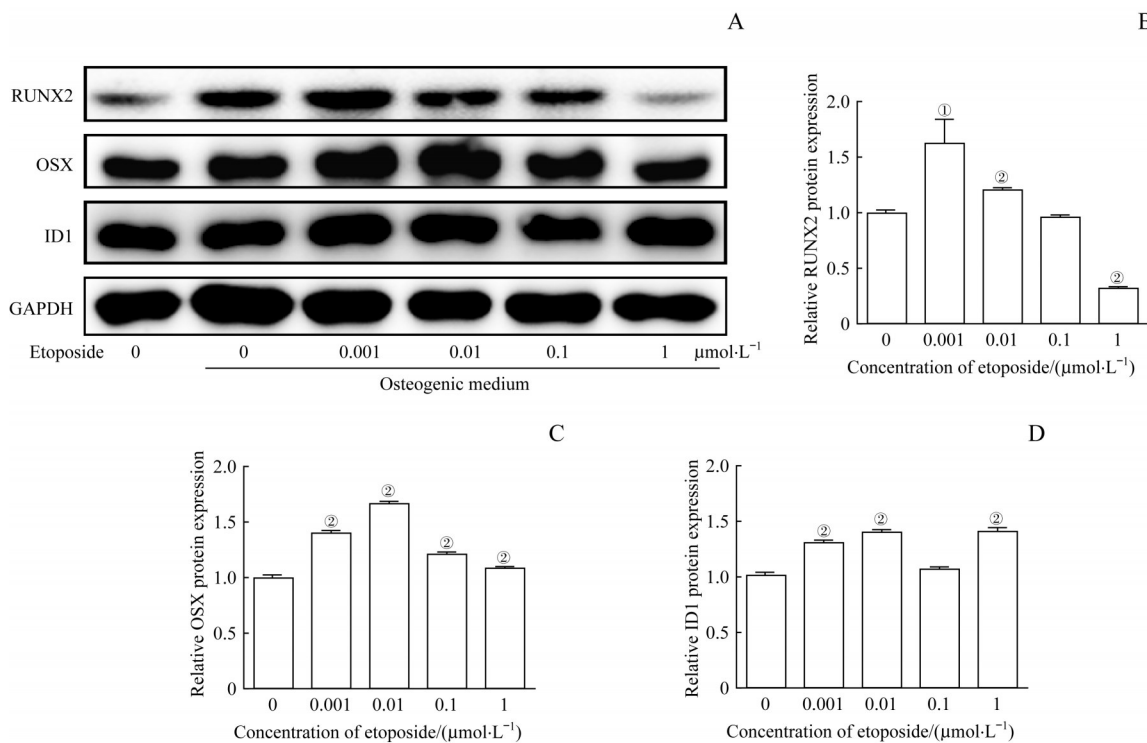 A
RUNX2
OSX
ID1
GAPDH
Etoposide 0 0 0.001 0.01 0.1 1 μmol·L⁻¹
Osteogenic medium
Relative RUNX2 protein expression
2.0
1.5
1.0
0.5
0
①
②
②
0 0.001 0.01 0.1 1
Concentration of etoposide/(μmol·L⁻¹)
C
Relative OSX protein expression
2.0
1.5
1.0
0.5
0
②
②
②
②
0 0.001 0.01 0.1 1
Concentration of etoposide/(μmol·L⁻¹)
D
Relative ID1 protein expression
2.0
1.5
1.0
0.5
0
②
②
②
0 0.001 0.01 0.1 1
Concentration of etoposide/(μmol·L⁻¹)